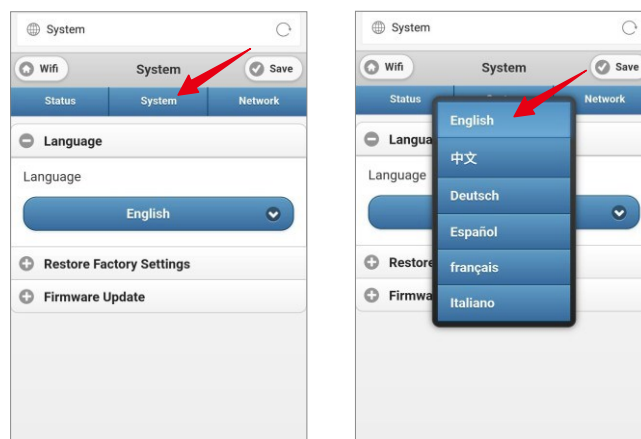 System
Wifi System Save
Status System Network
Language
Language
English
Restore Factory Settings
Firmware Update
System
Wifi System Save
Status Network
Langua
Language
English
中文
Deutsch
Español
français
Italiano
Restore
Firmwa